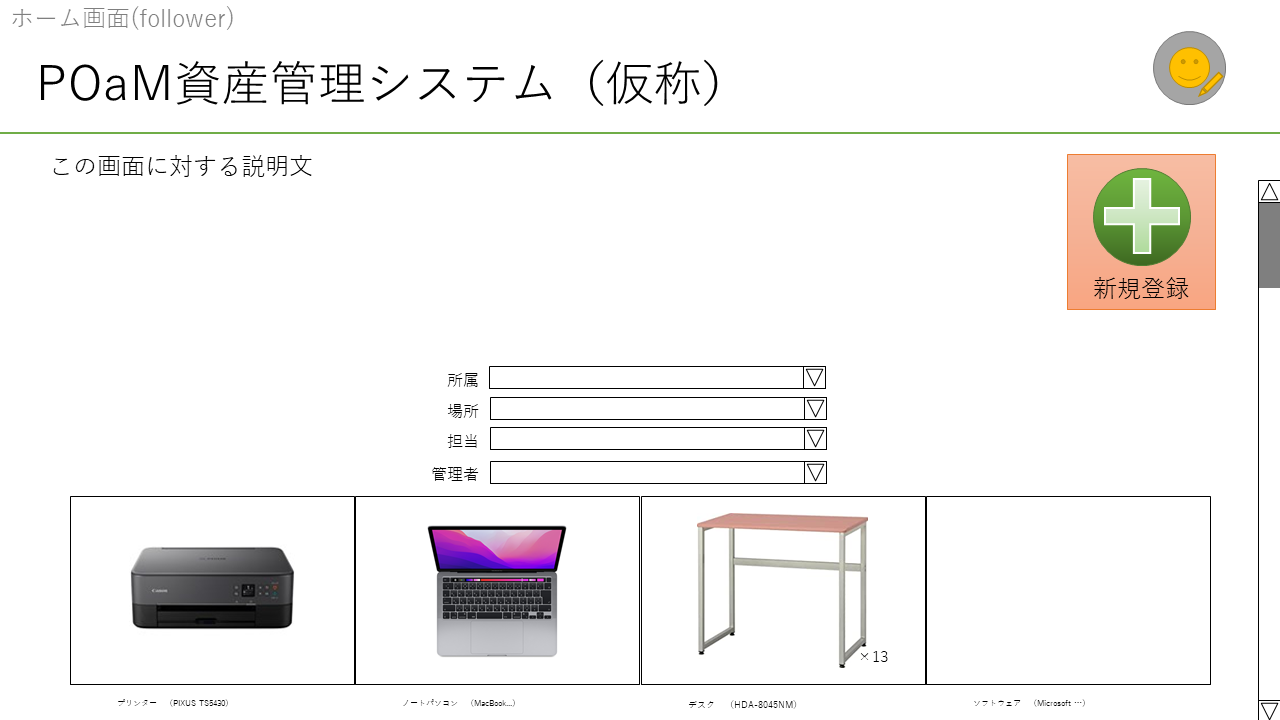 ホーム画面(follower)
POaM資産管理システム（仮称）
この画面に対する説明文
新規登録
所属
場所
担当
管理者
Canon
×13
プリンター　（PIXUS TS5430）
ノートパソコン　（MacBook...）
デスク　（HDA-8045NM）
ソフトウェア　（Microsoft …）